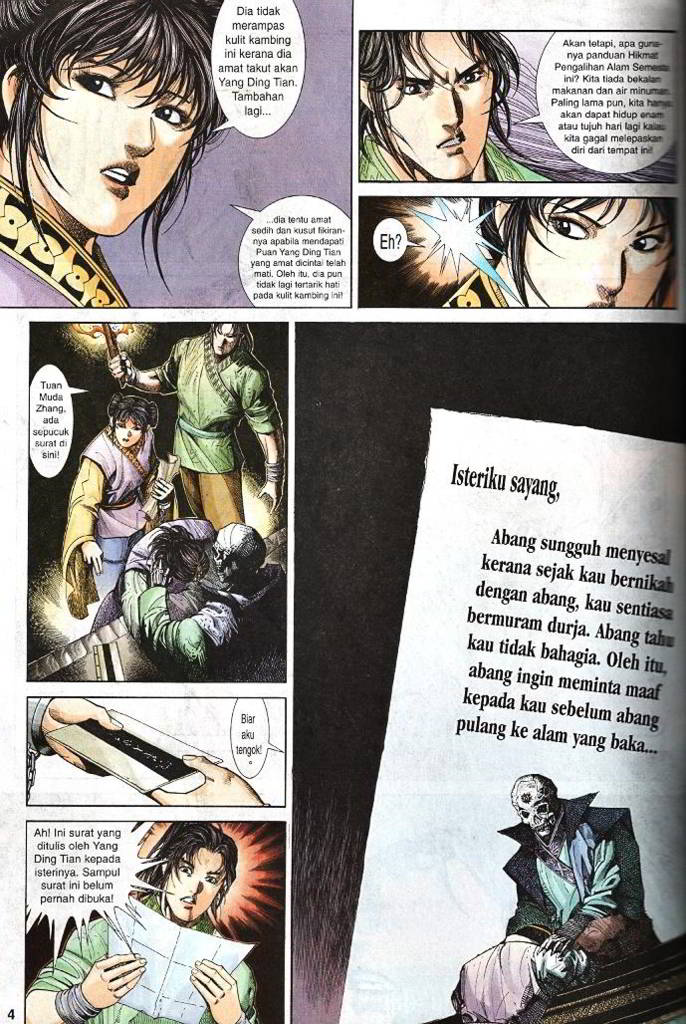 Dia tidak
merampas
kulit kambing
ini kerana dia
amat takut akan
Yang Ding Tian.
Tambahan
lagi...
...dia tentu amat
sedih dan kusut fikiran-
nya apabila mendapati
Puan Yang Ding Tian
yang amat dicintai telah
mati. Oleh itu, dia pun
tidak lagi tertarik hati
pada kulit kambing ini!
Akan tetapi, apa guna-
nya panduan Hikmat
Pengalihan Alam Semesta
ini? Kita tiada bekalan
makanan dan air minuman.
Paling lama pun, kita hanya
akan dapat hidup enam
atau tujuh hari lagi kalau
kita gagal melepaskan
diri dari tempat ini!
Eh?
Tuan
Muda
Zhang,
ada
sepucuk
surat di
sini!
Biar
aku
tengok!
Ah! Ini surat yang
ditulis oleh Yang
Ding Tian kepada
isterinya. Sampul
surat ini belum
pernah dibuka!
Isteriku sayang,
Abang sungguh menyesal
kerana sejak kau bernikah
dengan abang, kau sentiasa
bermuram durja. Abang tahu
kau tidak bahagia. Oleh itu,
abang ingin meminta maaf
kepada kau sebelum abang
pulang ke alam yang baka...
4